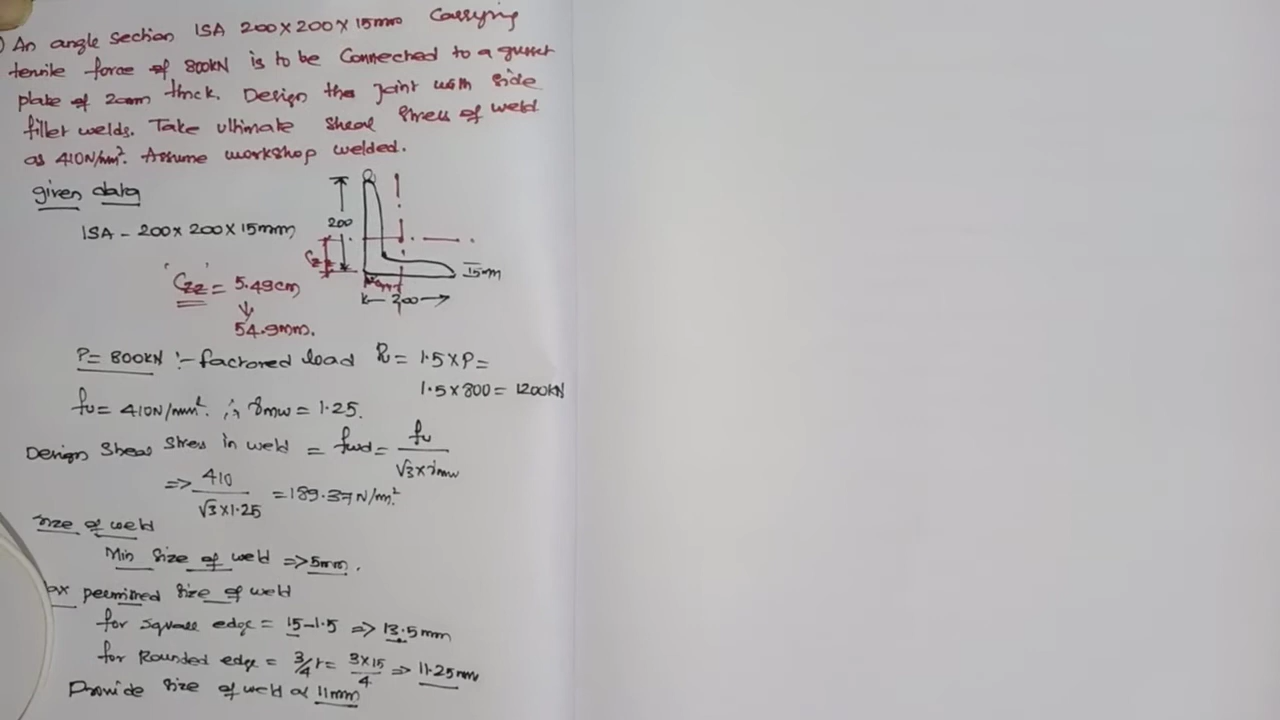 An angle section ISA 200×200×15mm Carrying
tensile force of 800kN is to be Connected to a gusset
plate of 20mm thick. Design the Joint with side
fillet welds. Take ultimate shear stress of weld
as 410N/mm². Assume workshop welded.
given data
ISA - 200×200×15mm
200
Czz
15mm
200
'Czz' = 5.49cm
↓
54.9mm.
P= 800kN :- factored load R= 1.5×P=
1.5×800= 1200kN
fu= 410N/mm². ∴ γmw = 1.25.
Design Shear Stress in weld = fwd= fu / √3×γmw
=> 410 / √3×1.25 = 189.37N/m².
size of weld
Min size of weld => 5mm.
ax permitted size of weld
for square edge = 15-1.5 => 13.5mm
for Rounded edge = 3/4 t = 3×15/4 => 11.25mm
Provide size of weld as 11mm